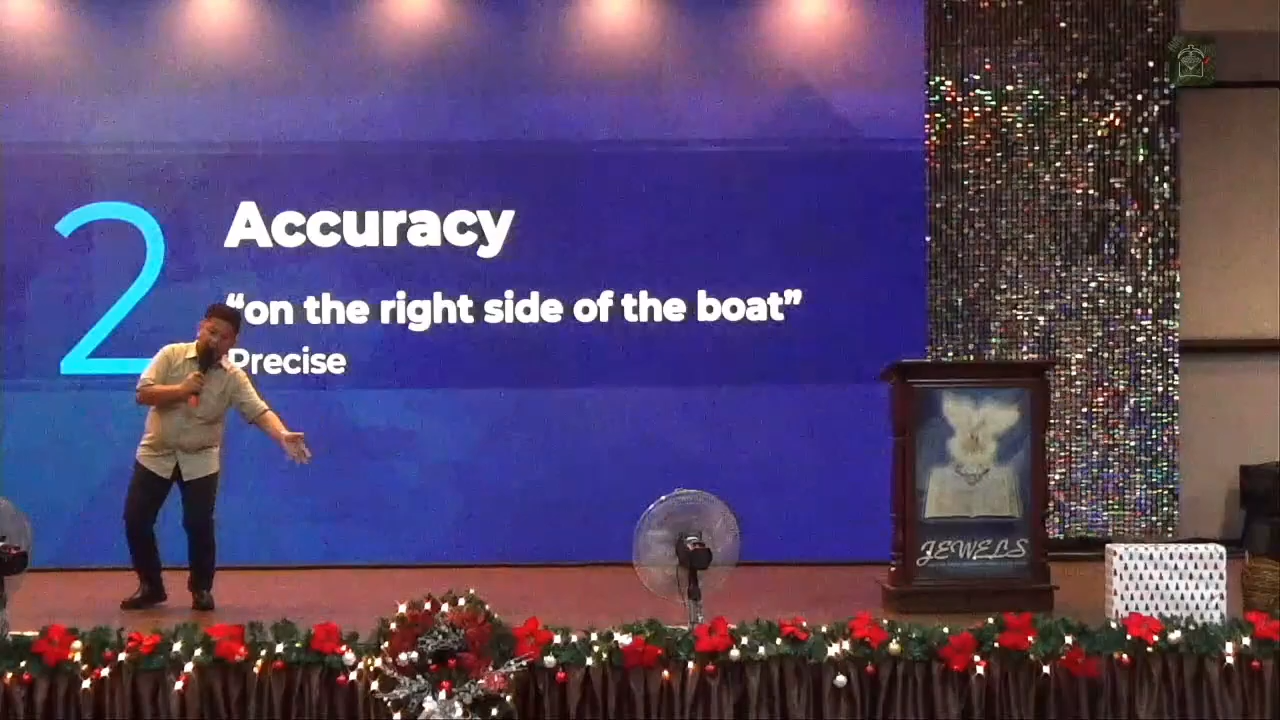 2
Accuracy
“on the right side of the boat”
Precise
JEWELS